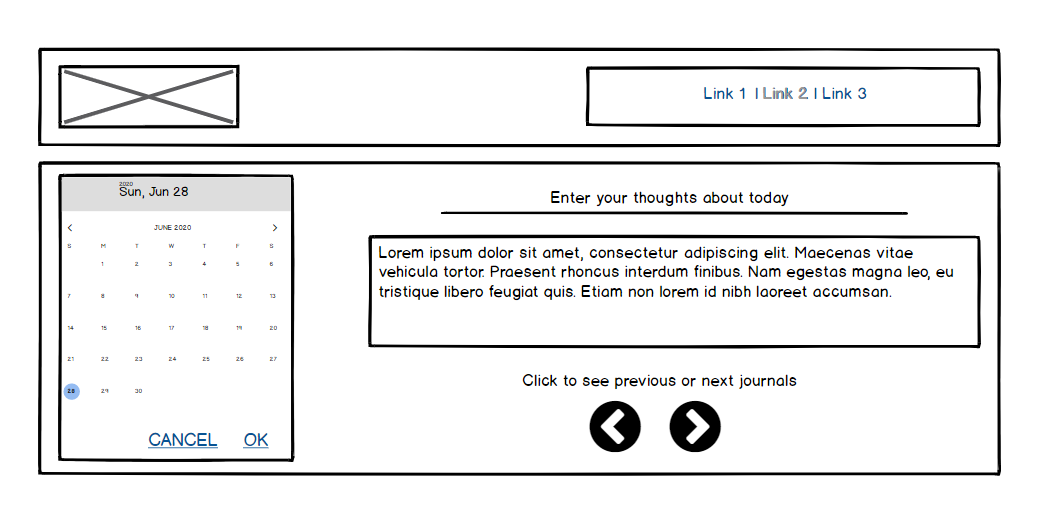 Link 1 | Link 2 | Link 3
2020
Sun, Jun 28
JUNE 2020
S M T W T F S
1 2 3 4 5 6
7 8 9 10 11 12 13
14 15 16 17 18 19 20
21 22 23 24 25 26 27
28 29 30
CANCEL OK
Enter your thoughts about today
Lorem ipsum dolor sit amet, consectetur adipiscing elit. Maecenas vitae
vehicula tortor. Praesent rhoncus interdum finibus. Nam egestas magna leo, eu
tristique libero feugiat quis. Etiam non lorem id nibh laoreet accumsan.
Click to see previous or next journals